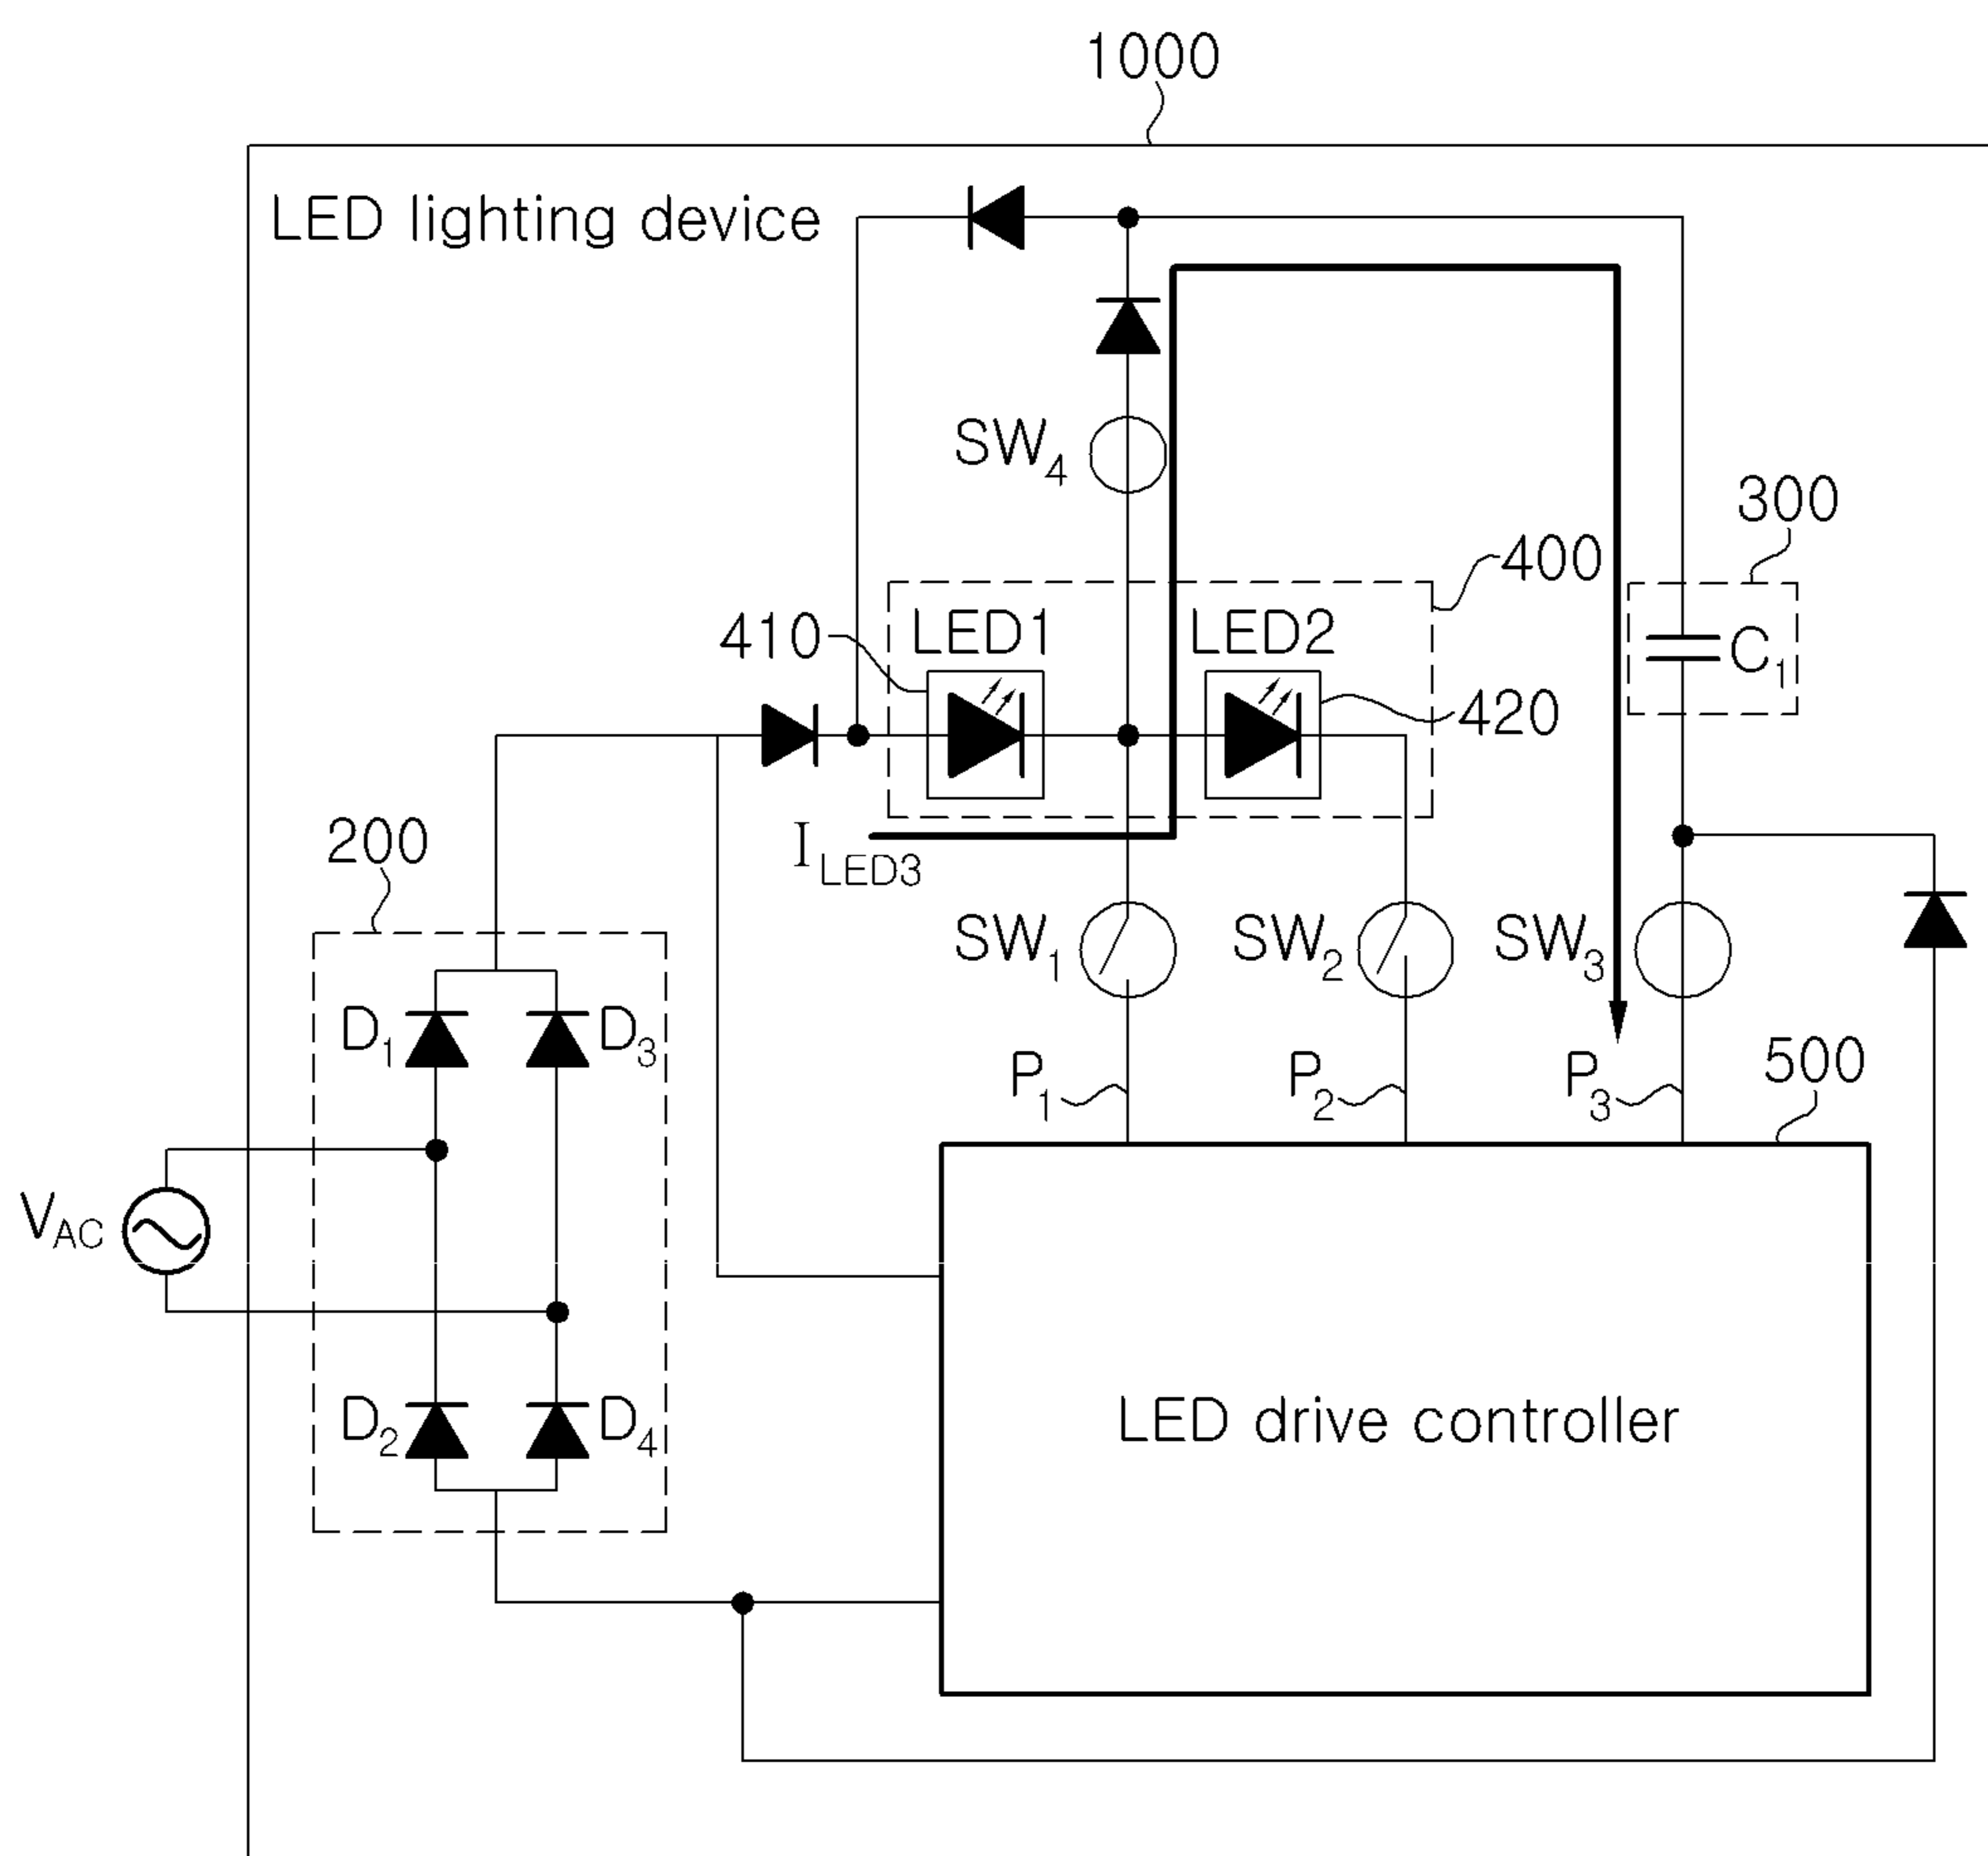 1000
LED lighting device
SW4
300
400
LED1
LED2
410
C1
420
200
ILED3
SW1
SW2
SW3
D1
D3
P1
P2
P3
500
VAC
D2
D4
LED drive controller